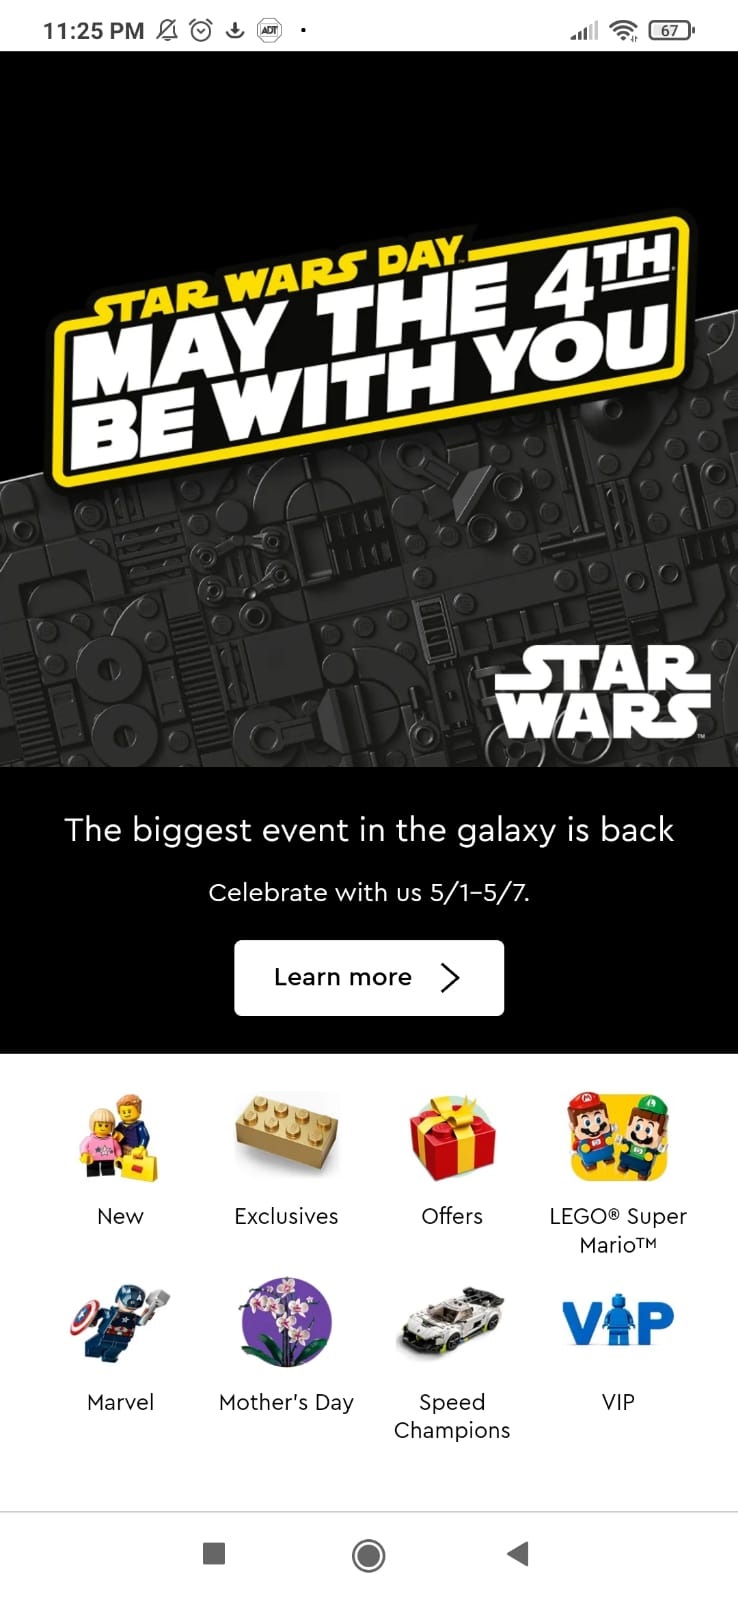 11:25 PM
ADT
67
STAR WARS DAY
MAY THE 4TH
BE WITH YOU
STAR
WARS
™
The biggest event in the galaxy is back
Celebrate with us 5/1–5/7.
Learn more
New
Exclusives
Offers
LEGO® Super
Mario™
Marvel
Mother's Day
Speed
Champions
VIP